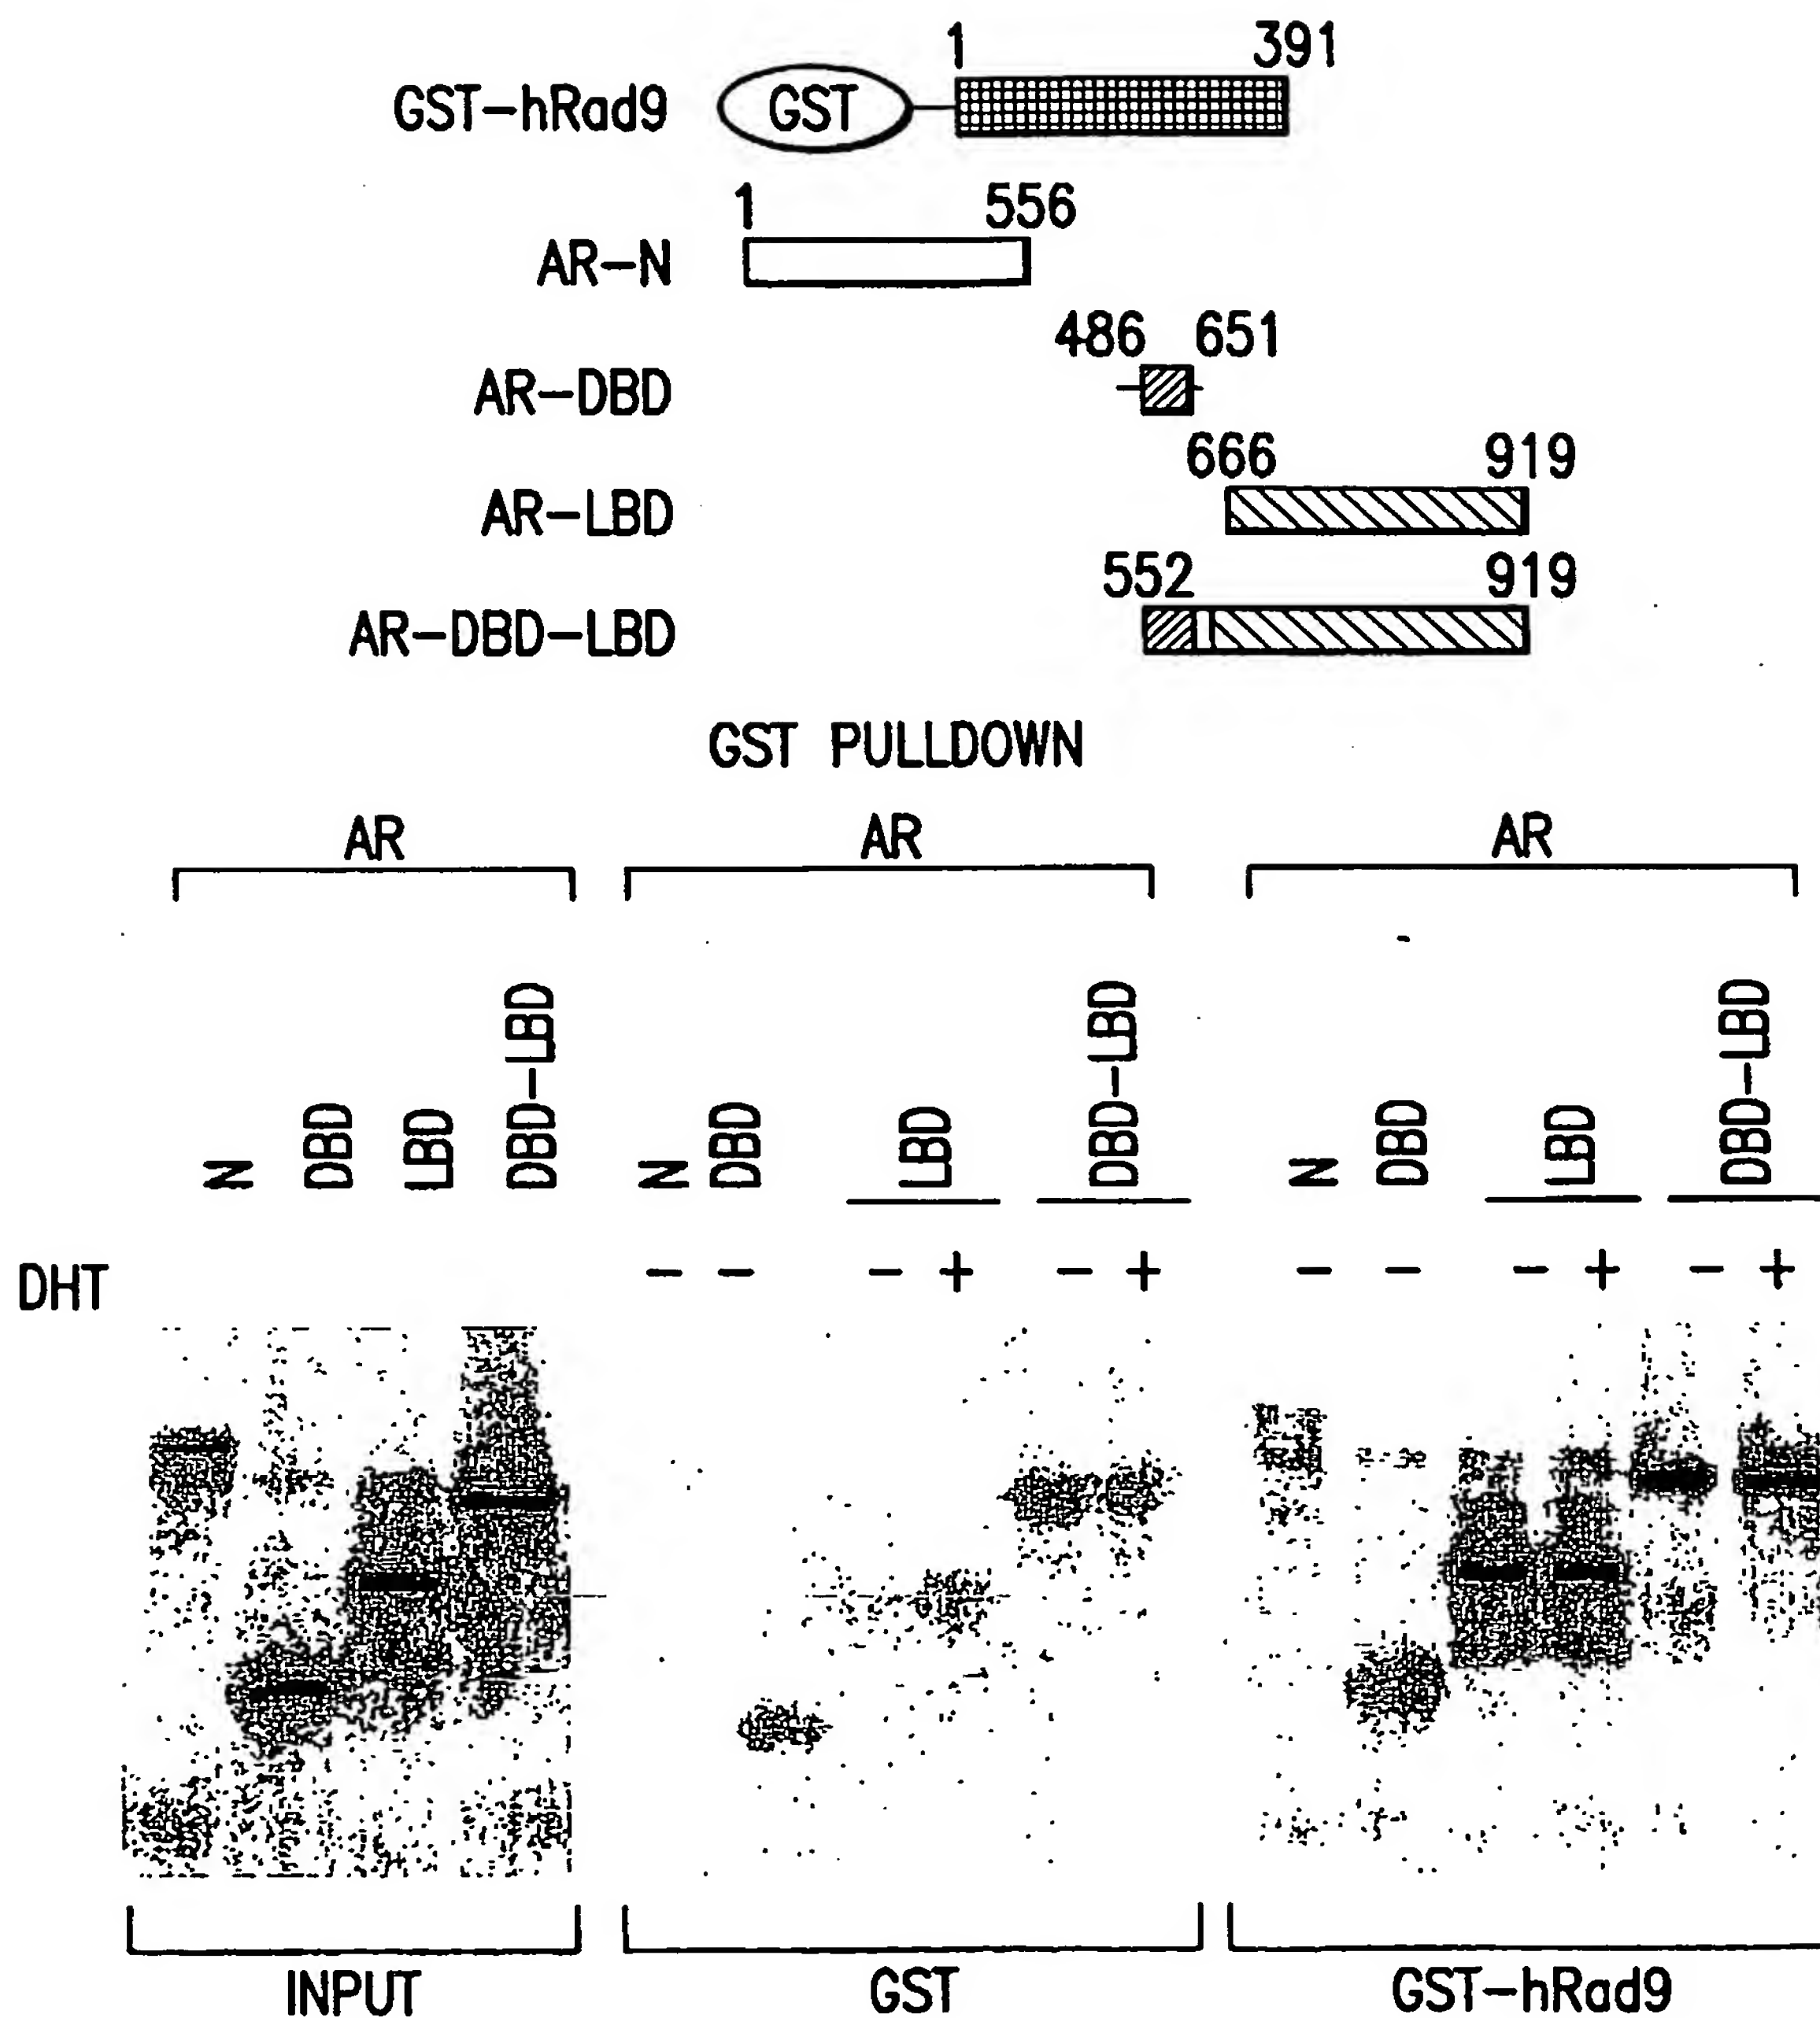 1 391
GST-hRad9 GST
1 556
AR-N
486 651
AR-DBD
666 919
AR-LBD
552 919
AR-DBD-LBD
GST PULLDOWN
AR AR AR
N DBD LBD DBD-LBD N DBD LBD DBD-LBD N DBD LBD DBD-LBD
DHT - - - + - + - - - + - +
INPUT GST GST-hRad9